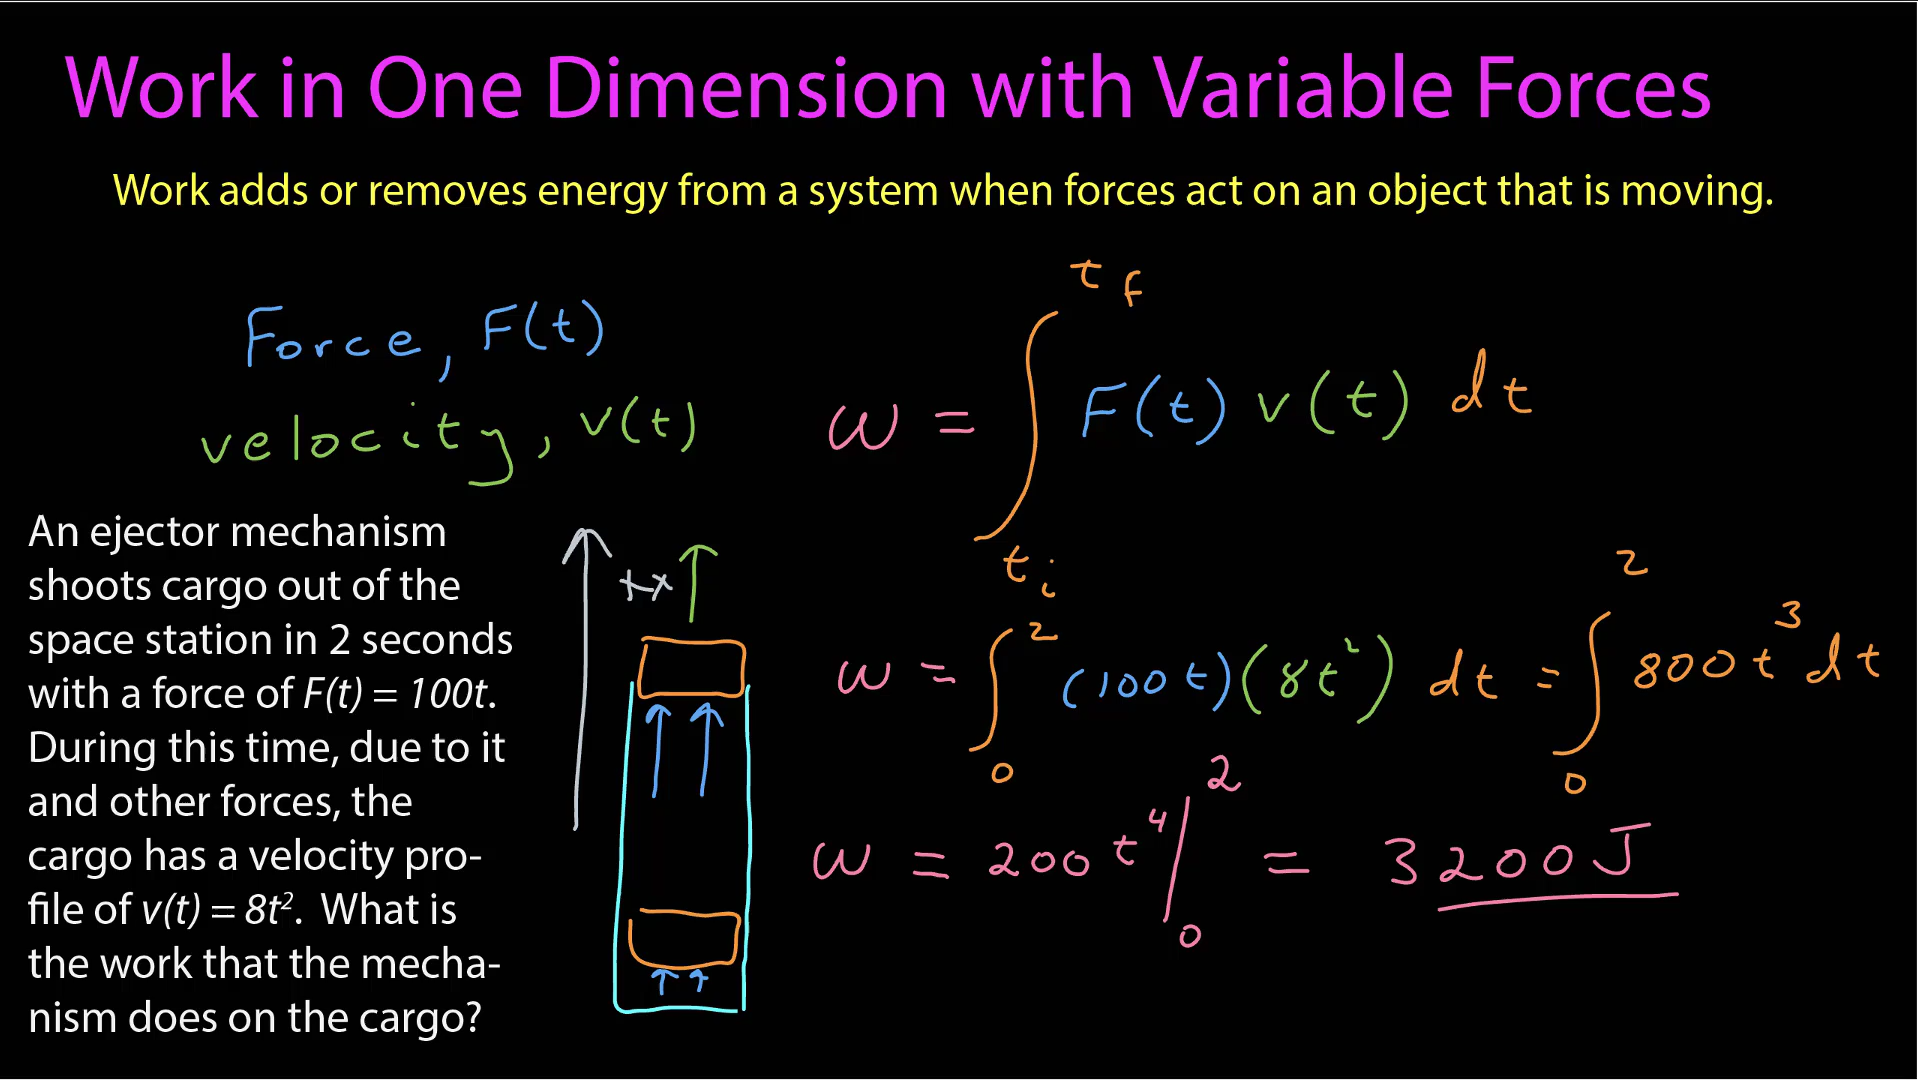 Work in One Dimension with Variable Forces
Work adds or removes energy from a system when forces act on an object that is moving.
Force, F(t)
velocity, v(t)
W = ∫ₜᵢᵗᶠ F(t) v(t) dt
An ejector mechanism
shoots cargo out of the
space station in 2 seconds
with a force of F(t) = 100t.
During this time, due to it
and other forces, the
cargo has a velocity pro-
file of v(t) = 8t². What is
the work that the mecha-
nism does on the cargo?
+x
W = ∫₀² (100t)(8t²) dt = ∫₀² 800t³ dt
W = 200t⁴ |₀² = 3200J